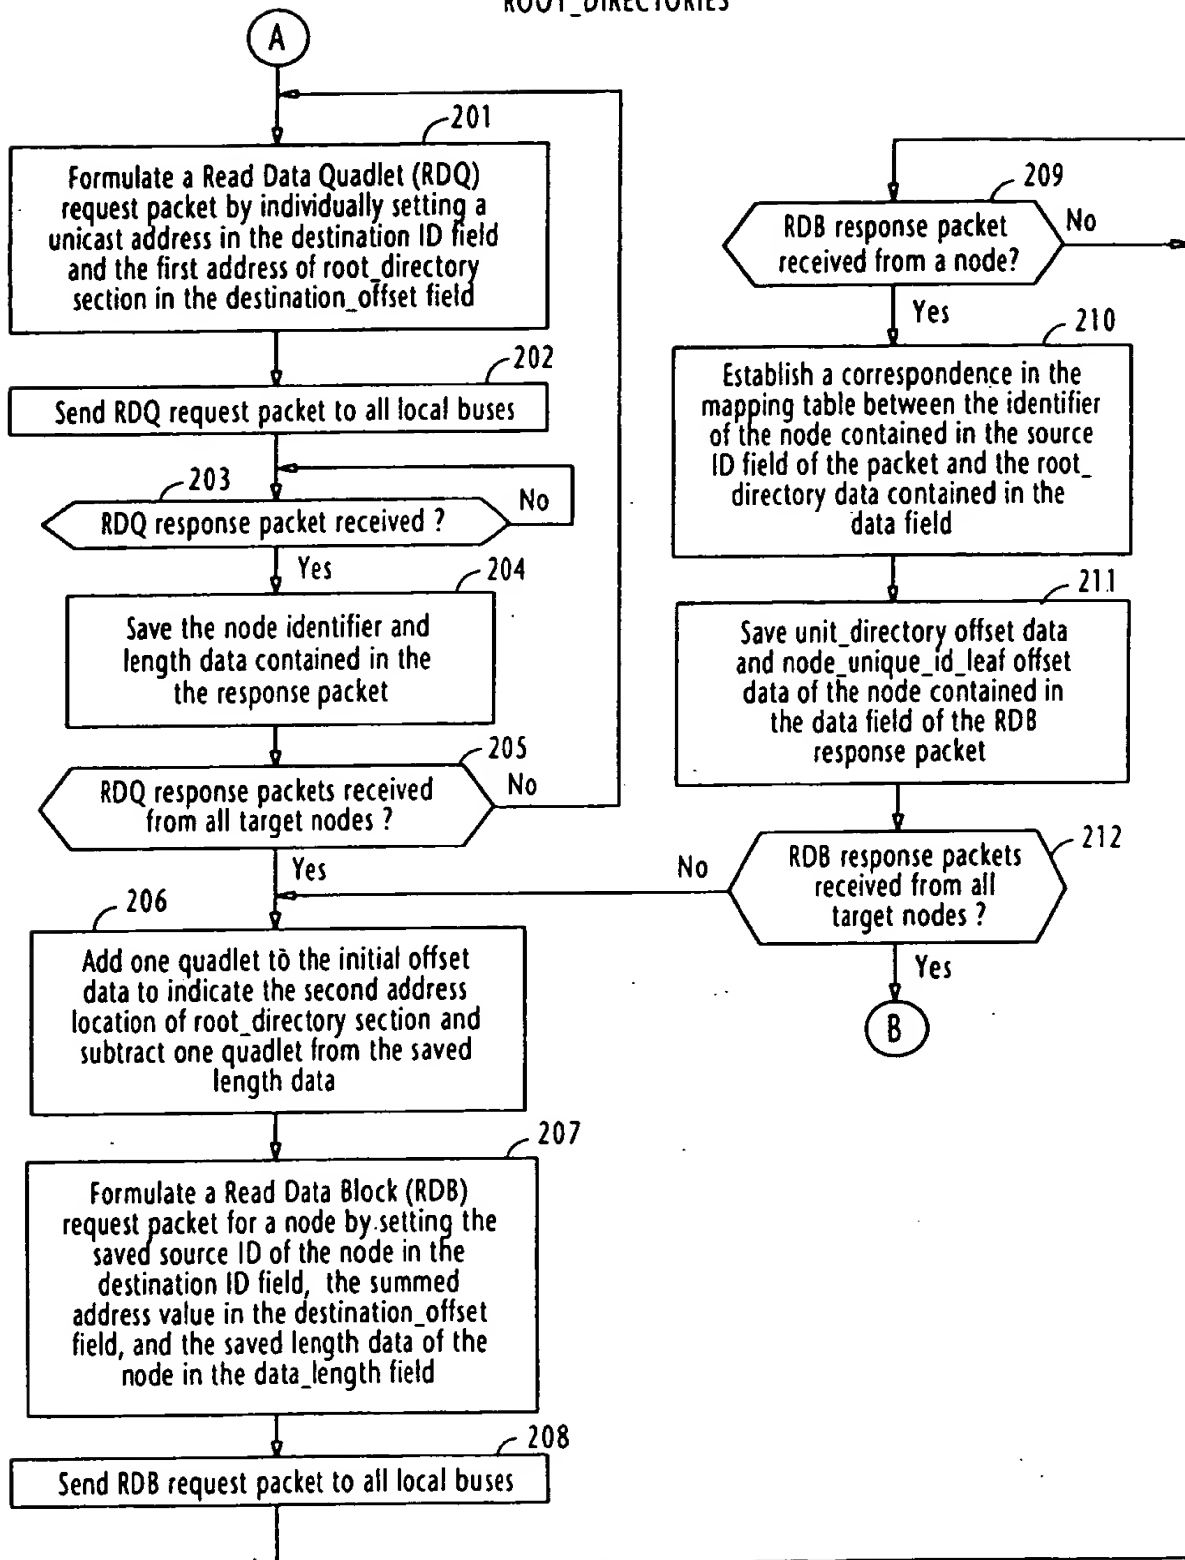 ROOT_DIRECTORIES
A
201
Formulate a Read Data Quadlet (RDQ)
request packet by individually setting a
unicast address in the destination ID field
and the first address of root_directory
section in the destination_offset field
202
Send RDQ request packet to all local buses
203
RDQ response packet received ?
No
Yes
204
Save the node identifier and
length data contained in the
the response packet
205
RDQ response packets received
from all target nodes ?
No
Yes
206
Add one quadlet to the initial offset
data to indicate the second address
location of root_directory section and
subtract one quadlet from the saved
length data
207
Formulate a Read Data Block (RDB)
request packet for a node by setting the
saved source ID of the node in the
destination ID field, the summed
address value in the destination_offset
field, and the saved length data of the
node in the data_length field
208
Send RDB request packet to all local buses
209
RDB response packet
received from a node?
No
Yes
210
Establish a correspondence in the
mapping table between the identifier
of the node contained in the source
ID field of the packet and the root_
directory data contained in the
data field
211
Save unit_directory offset data
and node_unique_id_leaf offset
data of the node contained in
the data field of the RDB
response packet
212
RDB response packets
received from all
target nodes ?
No
Yes
B